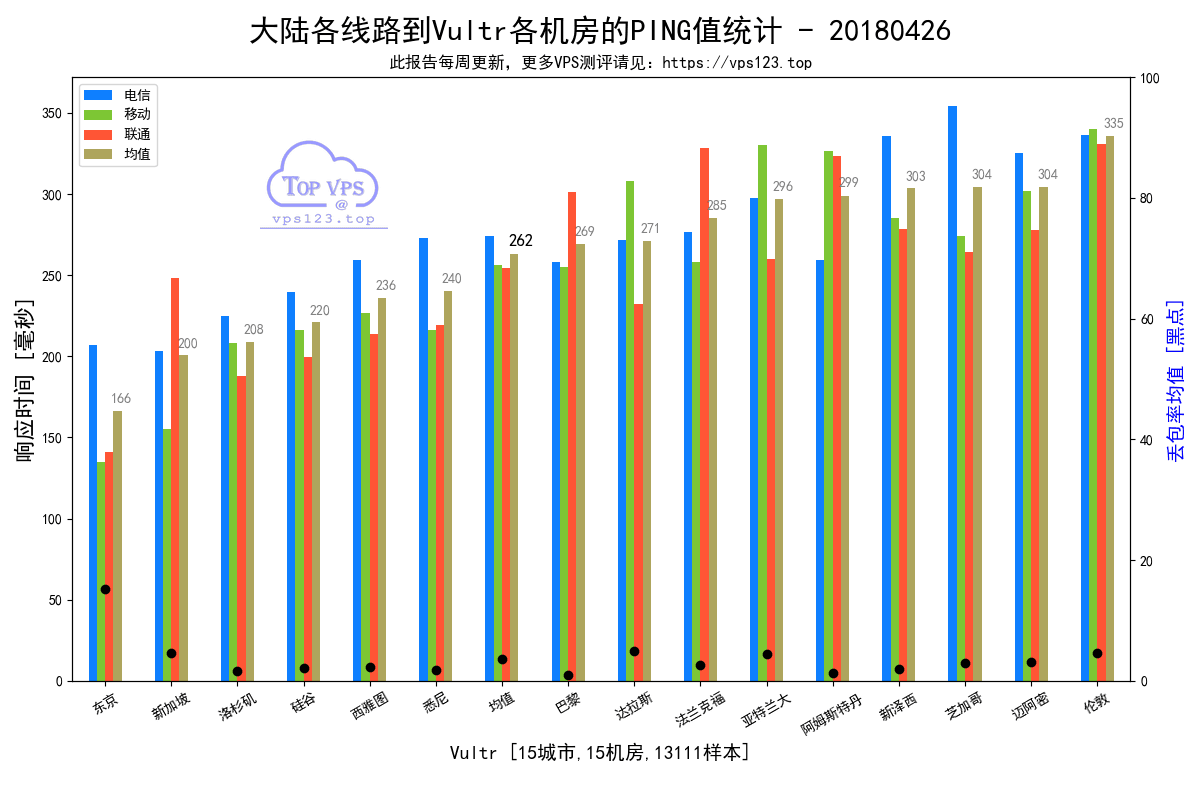 大陆各线路到Vultr各机房的PING值统计 - 20180426
此报告每周更新，更多VPS测评请见：https://vps123.top
电信
移动
联通
均值
TOP VPS
@
vps123.top
响应时间 [毫秒]
350
300
250
200
150
100
50
0
166
200
208
220
236
240
262
269
271
285
296
299
303
304
304
335
100
80
60
40
20
0
丢包率均值 [黑点]
东京
新加坡
洛杉矶
硅谷
西雅图
悉尼
均值
巴黎
达拉斯
法兰克福
亚特兰大
阿姆斯特丹
新泽西
芝加哥
迈阿密
伦敦
Vultr [15城市,15机房,13111样本]